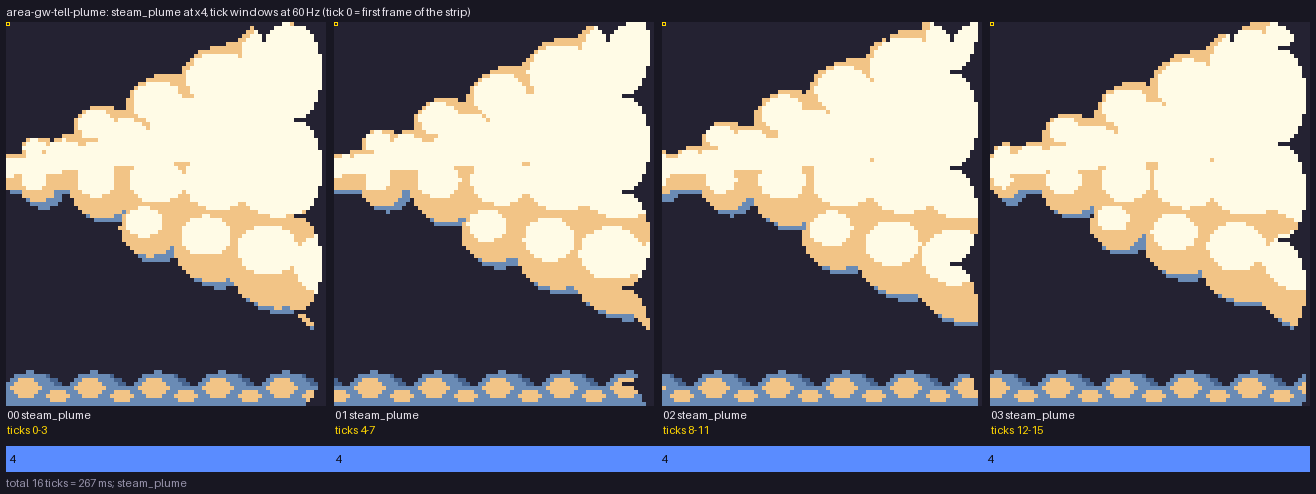 area-gw-tell-plume: steam_plume at x4, tick windows at 60 Hz (tick 0 = first frame of the strip)
00 steam_plume 01 steam_plume 02 steam_plume 03 steam_plume
ticks 0-3 ticks 4-7 ticks 8-11 ticks 12-15
4 4 4 4
total 16 ticks = 267 ms; steam_plume